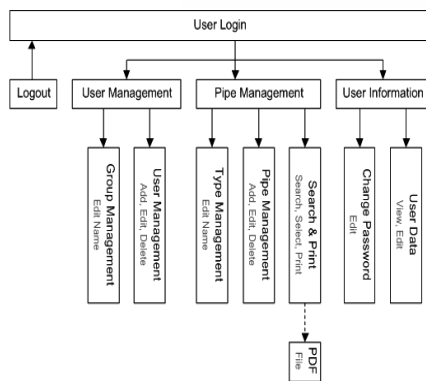 User Login
Logout
User Management
Pipe Management
User Information
Group Management
Edit Name
User Management
Add, Edit, Delete
Type Management
Edit Name
Pipe Management
Add, Edit, Delete
Search & Print
Search, Select, Print
Change Password
Edit
User Data
View, Edit
PDF
File